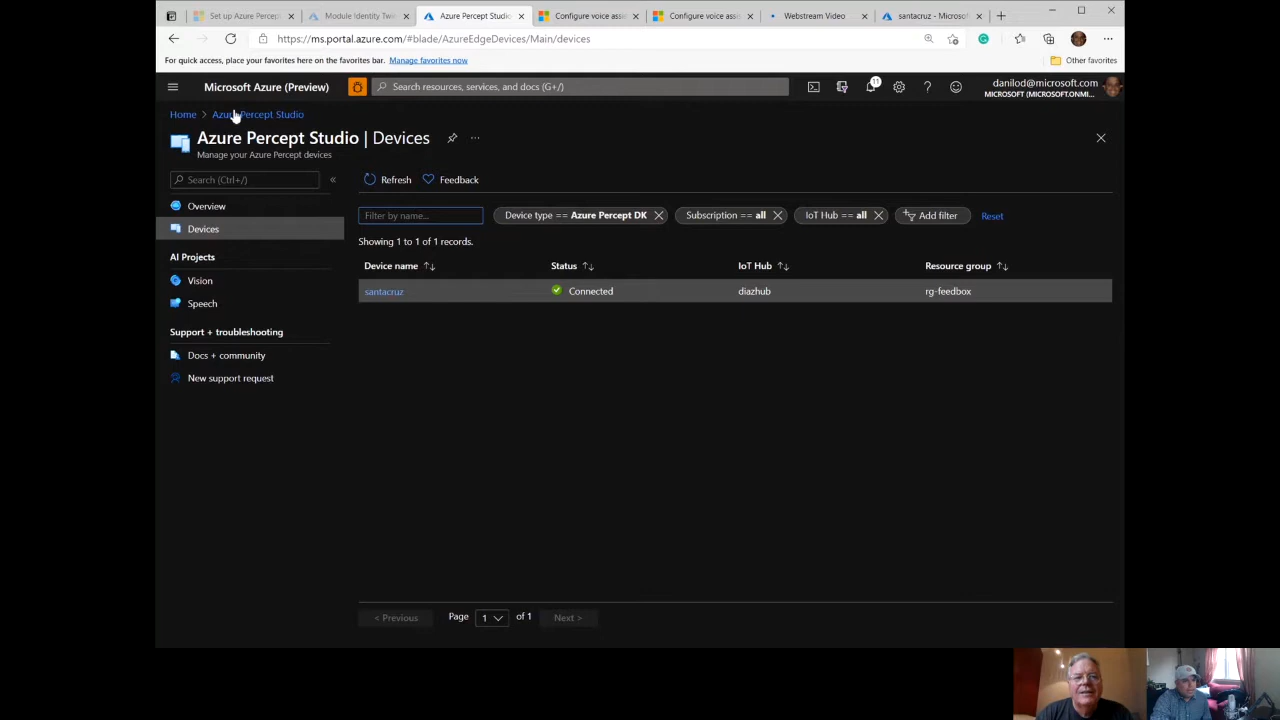 Set up Azure Percept
Module Identity Twin
Azure Percept Studio
Configure voice assi
Configure voice assi
Webstream Video
santacruz - Microsof
https://ms.portal.azure.com/#blade/AzureEdgeDevices/Main/devices
For quick access, place your favorites here on the favorites bar. Manage favorites now
Other favorites
Microsoft Azure (Preview)
Search resources, services, and docs (G+/)
11
danilod@microsoft.com
MICROSOFT (MICROSOFT.ONMI...
Home > Azure Percept Studio
Azure Percept Studio | Devices
Manage your Azure Percept devices
Search (Ctrl+/)
Refresh
Feedback
Overview
Devices
AI Projects
Vision
Speech
Support + troubleshooting
Docs + community
New support request
Filter by name...
Device type == Azure Percept DK
Subscription == all
IoT Hub == all
Add filter
Reset
Showing 1 to 1 of 1 records.
Device name Status IoT Hub Resource group
santacruz Connected diazhub rg-feedbox
< Previous Page 1 of 1 Next >